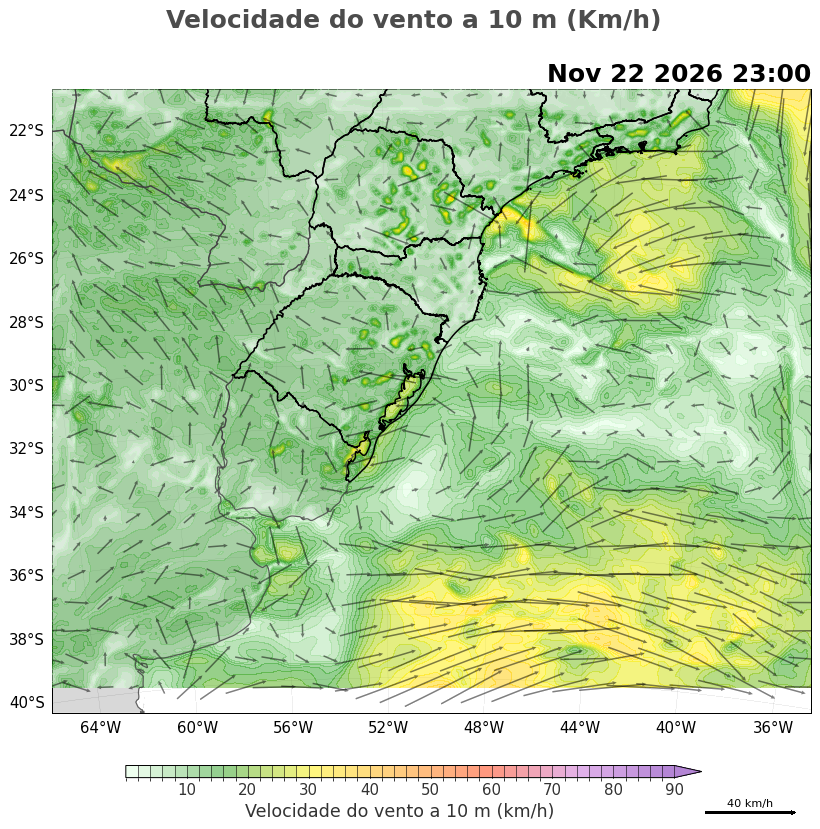 Velocidade do vento a 10 m (Km/h)
Nov 22 2026 23:00
22°S
24°S
26°S
28°S
30°S
32°S
34°S
36°S
38°S
40°S
64°W 60°W 56°W 52°W 48°W 44°W 40°W 36°W
10 20 30 40 50 60 70 80 90
Velocidade do vento a 10 m (km/h)
40 km/h